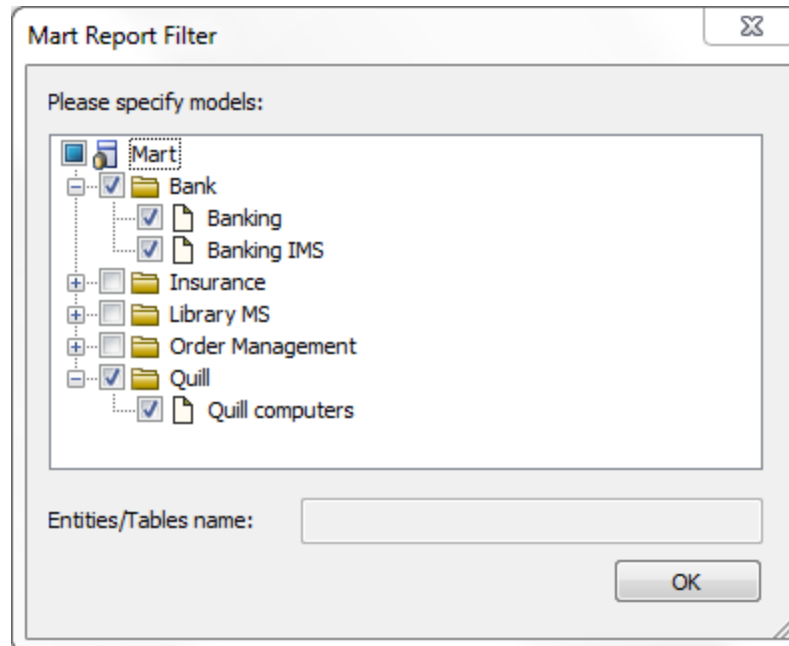 Mart Report Filter
Please specify models:
Mart
Bank
Banking
Banking IMS
Insurance
Library MS
Order Management
Quill
Quill computers
Entities/Tables name:
OK